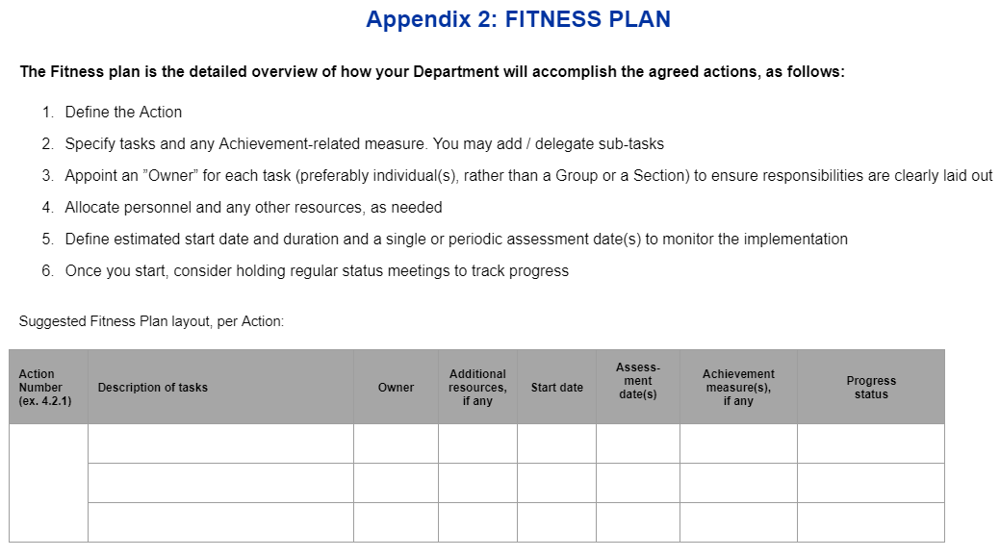 Appendix 2: FITNESS PLAN
The Fitness plan is the detailed overview of how your Department will accomplish the agreed actions, as follows:
1. Define the Action
2. Specify tasks and any Achievement-related measure. You may add / delegate sub-tasks
3. Appoint an ”Owner” for each task (preferably individual(s), rather than a Group or a Section) to ensure responsibilities are clearly laid out
4. Allocate personnel and any other resources, as needed
5. Define estimated start date and duration and a single or periodic assessment date(s) to monitor the implementation
6. Once you start, consider holding regular status meetings to track progress
Suggested Fitness Plan layout, per Action:
Action
Number
(ex. 4.2.1)
Description of tasks
Owner
Additional
resources,
if any
Start date
Assess-
ment
date(s)
Achievement
measure(s),
if any
Progress
status